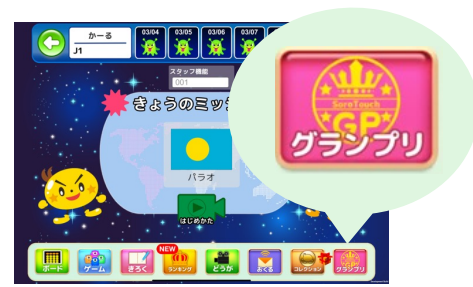 かーる
J1
03/04
03/05
03/06
03/07
スタッフ機能
001
きょうのミッ
パラオ
はじめかた
SoroTouch
GP
グランプリ
NEW
ボード
ゲーム
きろく
ランキング
どうが
おくる
コレクション
グランプリ